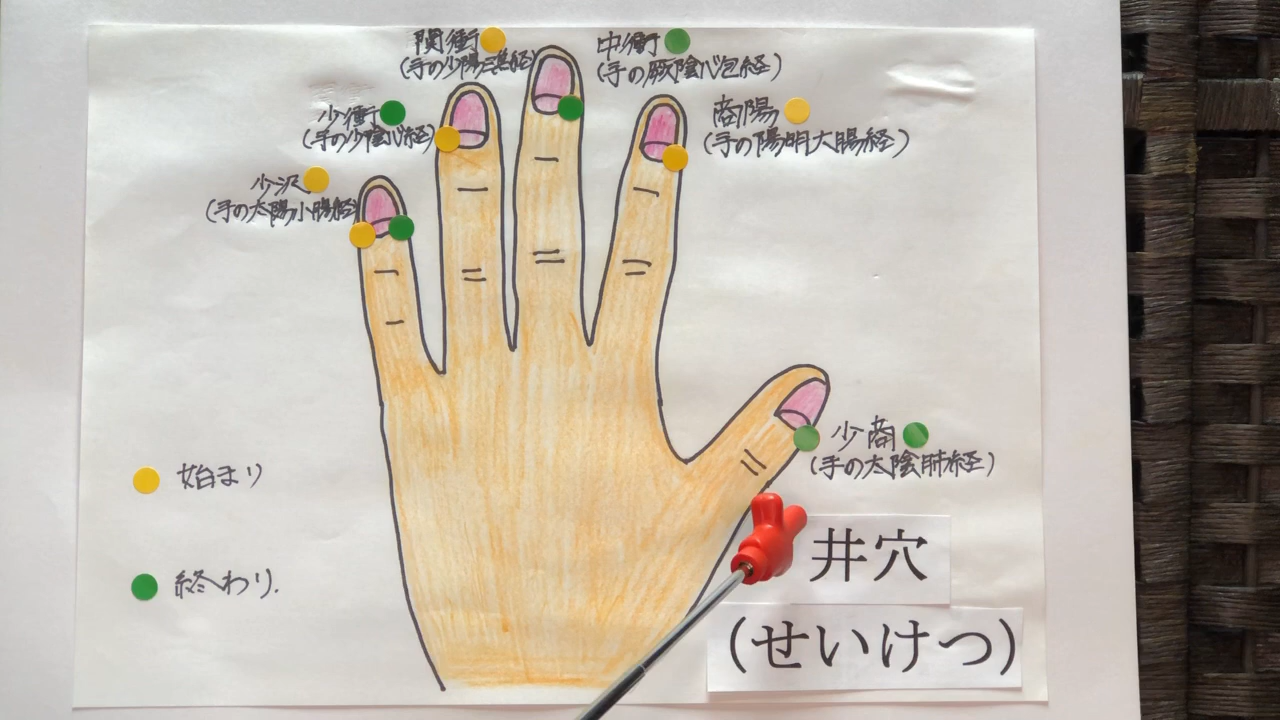 関衝
(手の少陽三焦経)
中衝
(手の厥陰心包経)
少衝
(手の少陰心経)
商陽
(手の陽明大腸経)
少沢
(手の太陽小腸経)
少商
(手の太陰肺経)
始まり
終わり.
井穴
(せいけつ)